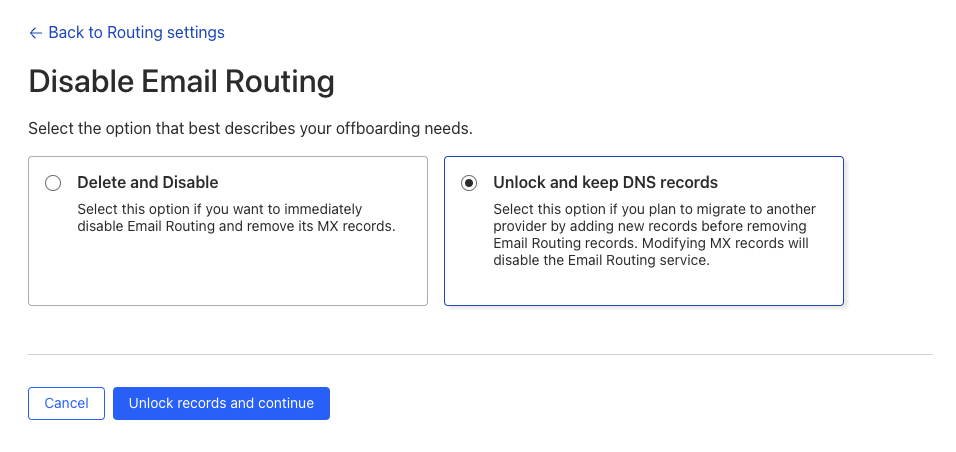 ← Back to Routing settings
Disable Email Routing
Select the option that best describes your offboarding needs.
Delete and Disable
Select this option if you want to immediately
disable Email Routing and remove its MX records.
Unlock and keep DNS records
Select this option if you plan to migrate to another
provider by adding new records before removing
Email Routing records. Modifying MX records will
disable the Email Routing service.
Cancel
Unlock records and continue